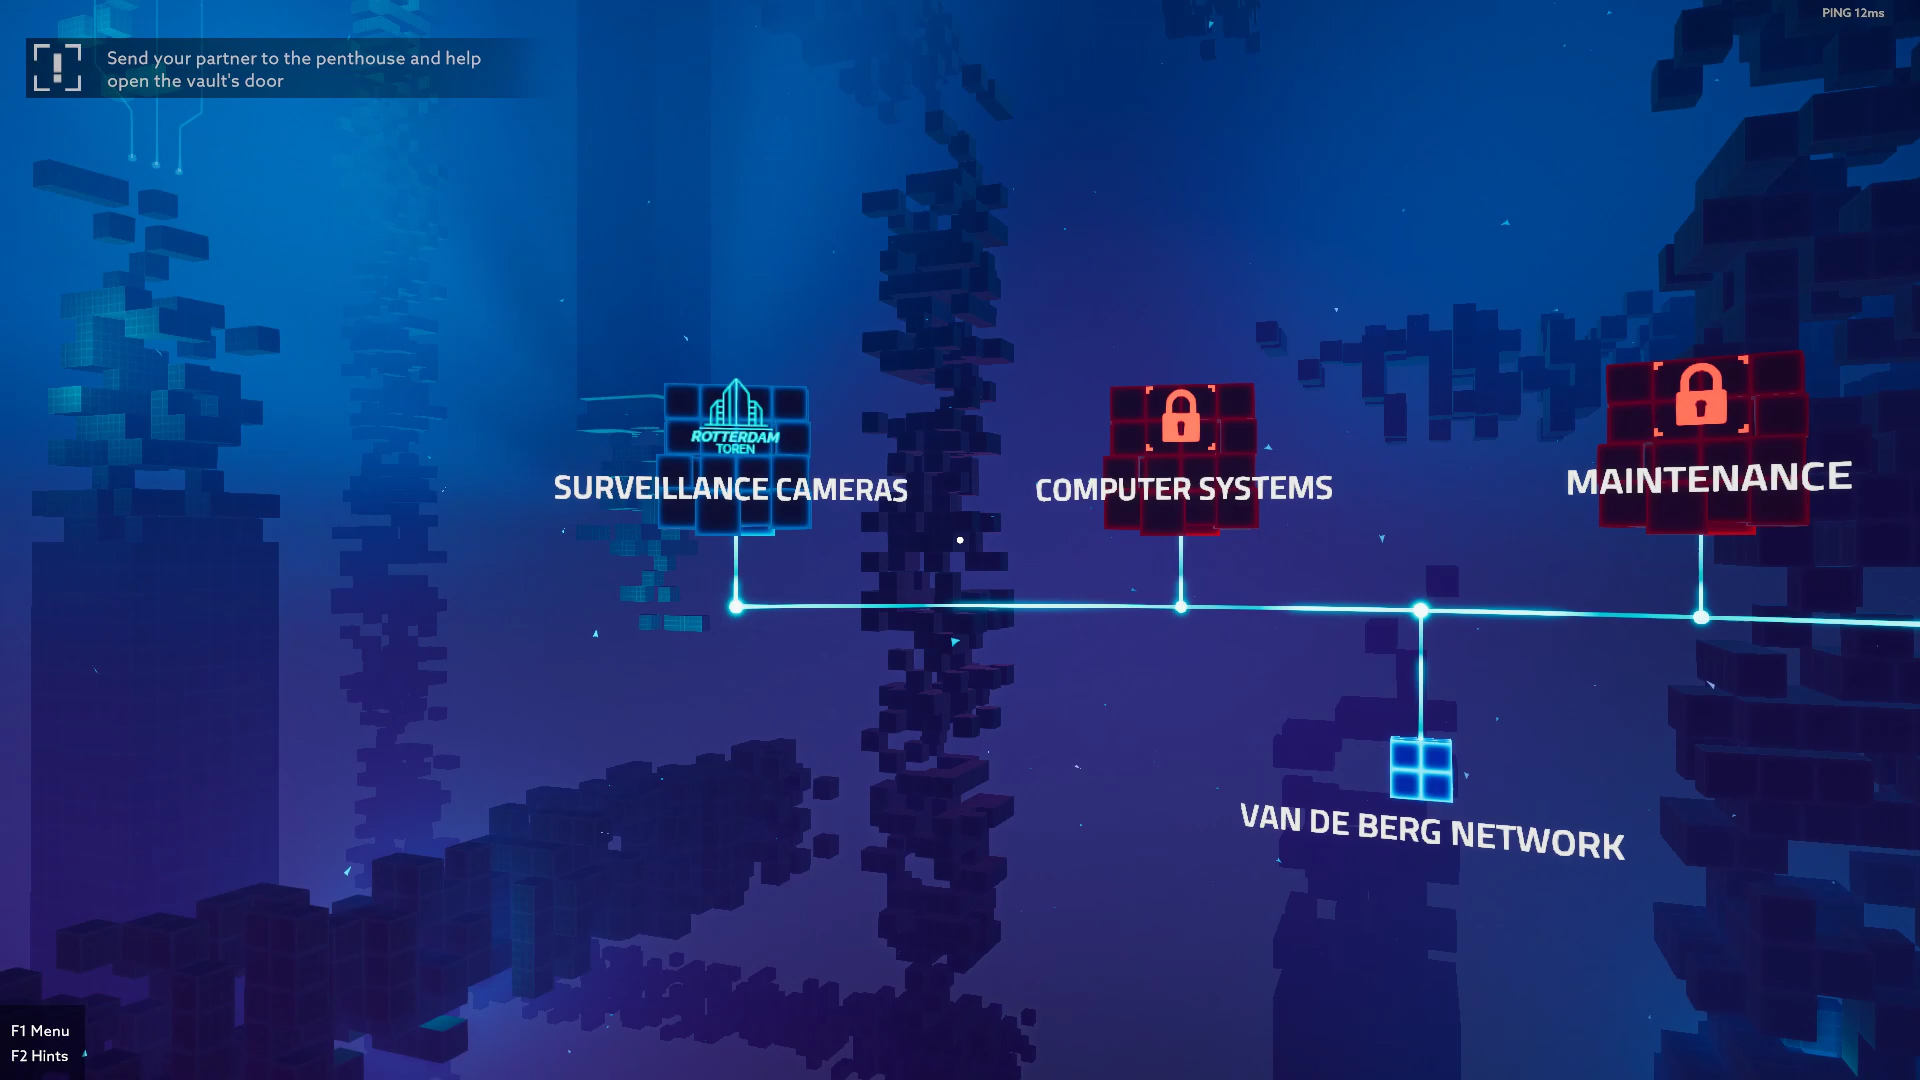 PING 12ms
Send your partner to the penthouse and help
open the vault's door
ROTTERDAM
TOREN
SURVEILLANCE CAMERAS
COMPUTER SYSTEMS
MAINTENANCE
VAN DE BERG NETWORK
F1 Menu
F2 Hints